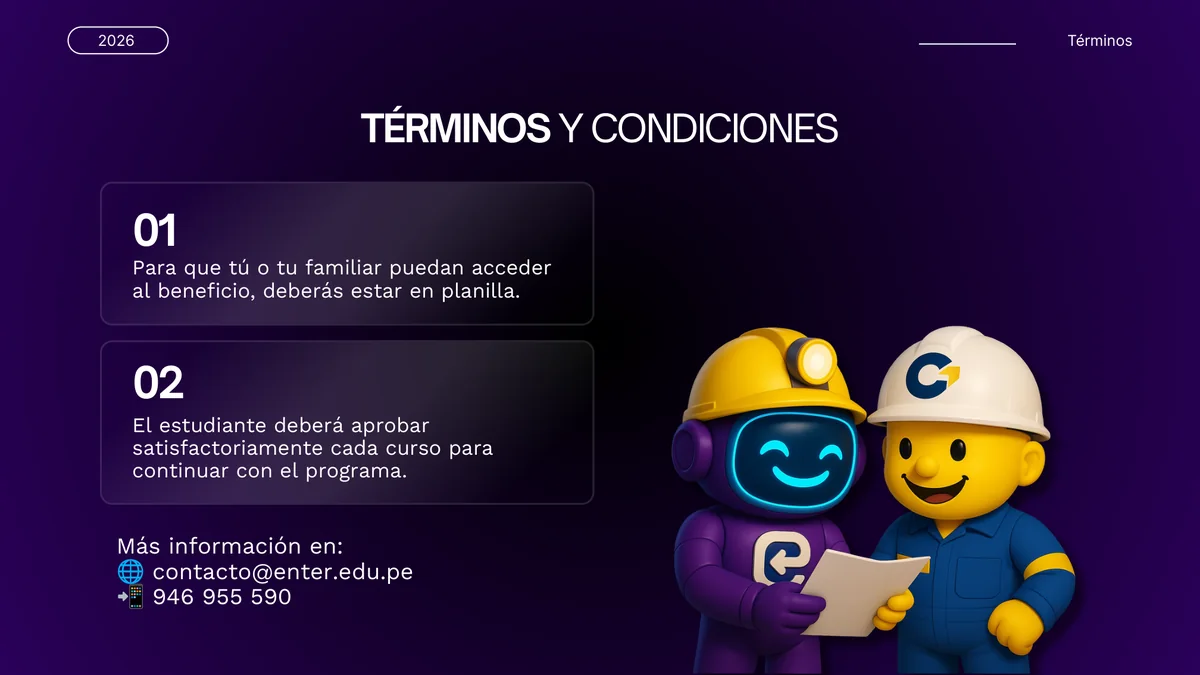 2026
Términos
TÉRMINOS Y CONDICIONES
01
Para que tú o tu familiar puedan acceder
al beneficio, deberás estar en planilla.
02
El estudiante deberá aprobar
satisfactoriamente cada curso para
continuar con el programa.
Más información en:
🌐 contacto@enter.edu.pe
📲 946 955 590